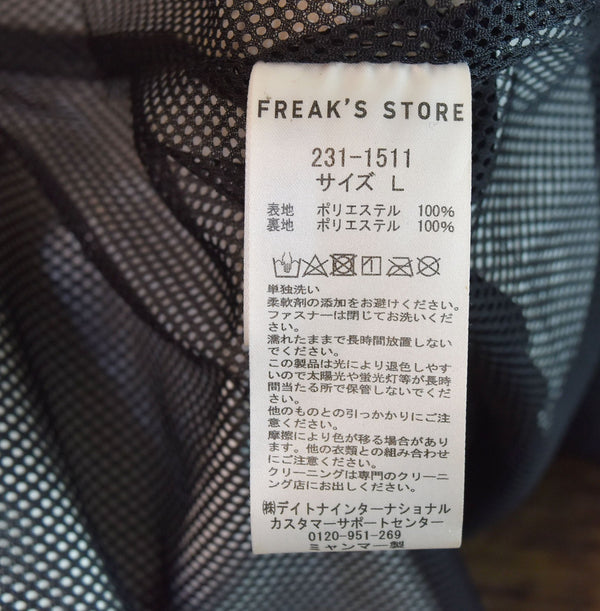 FREAK'S STORE
231-1511
サイズ L
表地 ポリエステル 100%
裏地 ポリエステル 100%
単独洗い
柔軟剤の添加をお避けください。
ファスナーは閉じてお洗いくだ
さい。
濡れたままで長時間放置しない
でください。
この製品は光により退色しやす
いので太陽光や蛍光灯等が長時
間当たる所で保管しないでくだ
さい。
他のものとの引っかかりにご注
意ください。
摩擦により色が移る場合があり
ます。他の衣類との組み合わせ
にご注意ください。
クリーニングは専門のクリーニ
ング店にお出しください。
㈱デイトナインターナショナル
カスタマーサポートセンター
0120-951-269
ミャンマー製